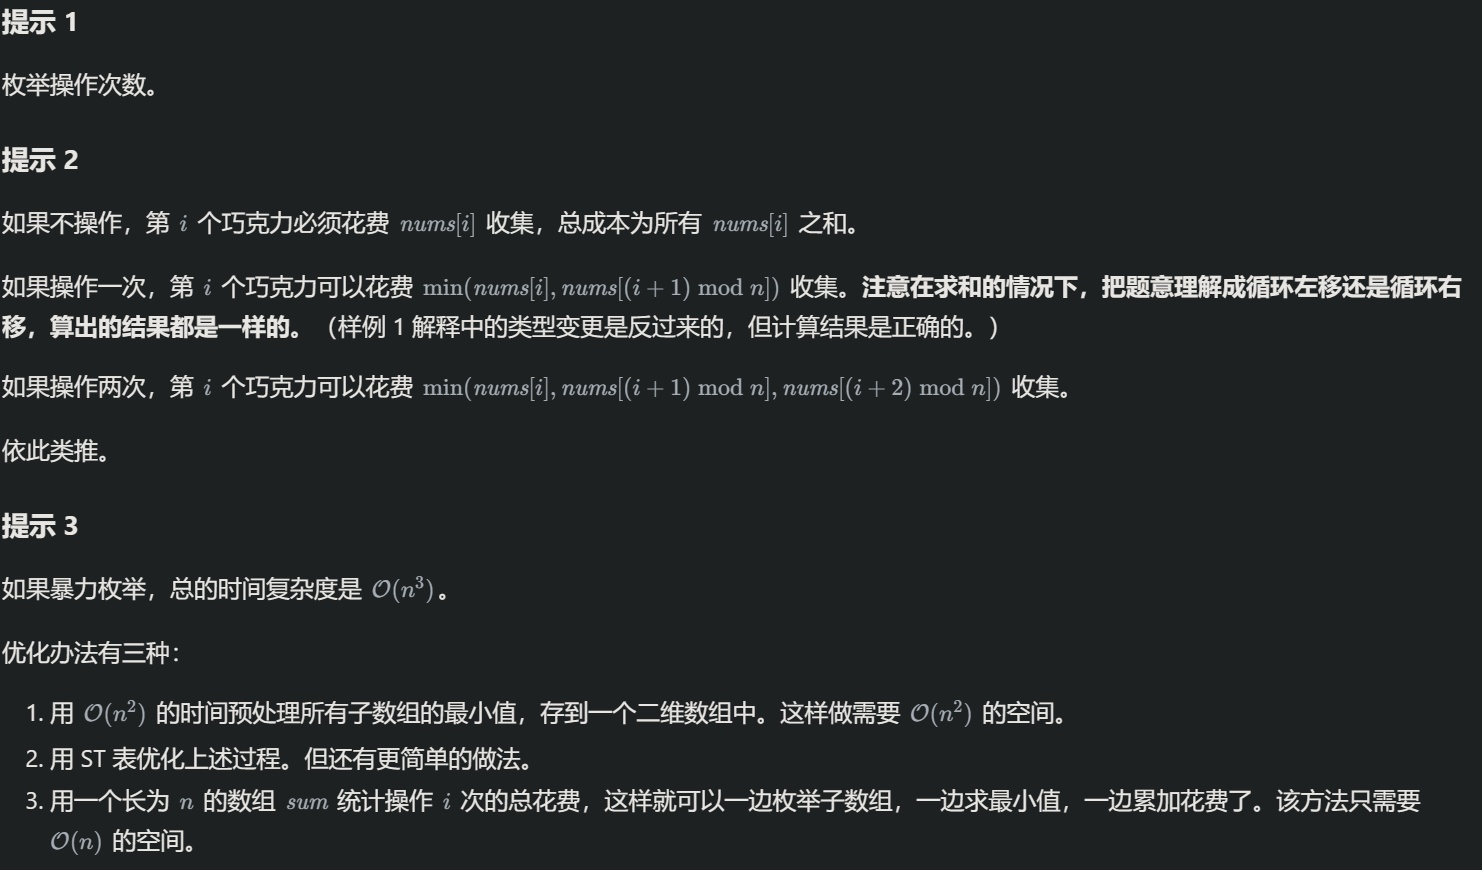 提示 1
枚举操作次数。
提示 2
如果不操作，第 i 个巧克力必须花费 nums[i] 收集，总成本为所有 nums[i] 之和。
如果操作一次，第 i 个巧克力可以花费 min(nums[i], nums[(i + 1) mod n]) 收集。注意在求和的情况下，把题意理解成循环左移还是循环右
移，算出的结果都是一样的。（样例 1 解释中的类型变更是反过来的，但计算结果是正确的。）
如果操作两次，第 i 个巧克力可以花费 min(nums[i], nums[(i + 1) mod n], nums[(i + 2) mod n]) 收集。
依此类推。
提示 3
如果暴力枚举，总的时间复杂度是 𝒪(n³)。
优化办法有三种：
1. 用 𝒪(n²) 的时间预处理所有子数组的最小值，存到一个二维数组中。这样做需要 𝒪(n²) 的空间。
2. 用 ST 表优化上述过程。但还有更简单的做法。
3. 用一个长为 n 的数组 sum 统计操作 i 次的总花费，这样就可以一边枚举子数组，一边求最小值，一边累加花费了。该方法只需要
𝒪(n) 的空间。